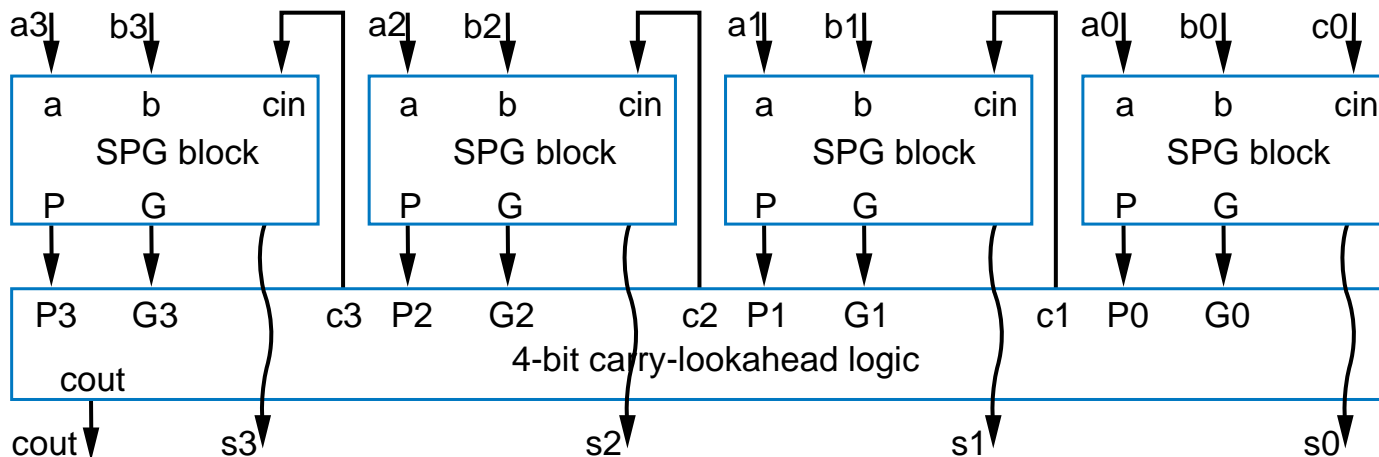 a3 b3 a2 b2 a1 b1 a0 b0 c0
a b cin a b cin a b cin a b cin
SPG block SPG block SPG block SPG block
P G P G P G P G
P3 G3 c3 P2 G2 c2 P1 G1 c1 P0 G0
4-bit carry-lookahead logic
cout
cout s3 s2 s1 s0